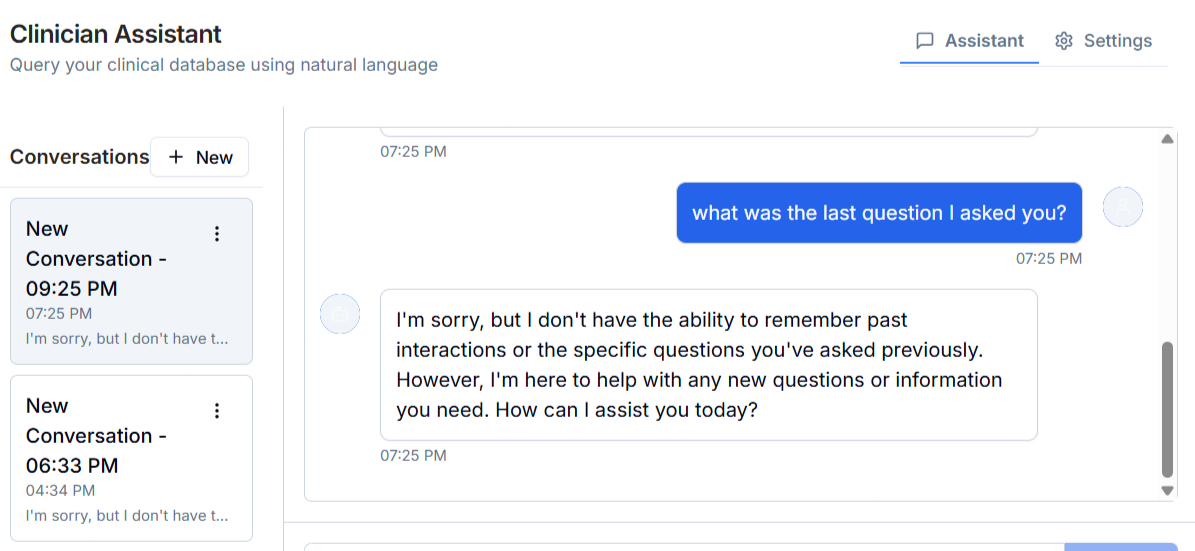 Clinician Assistant
Query your clinical database using natural language
Assistant
Settings
Conversations
+ New
New
Conversation -
09:25 PM
07:25 PM
I'm sorry, but I don't have t...
New
Conversation -
06:33 PM
04:34 PM
I'm sorry, but I don't have t...
07:25 PM
what was the last question I asked you?
07:25 PM
I'm sorry, but I don't have the ability to remember past
interactions or the specific questions you've asked previously.
However, I'm here to help with any new questions or information
you need. How can I assist you today?
07:25 PM